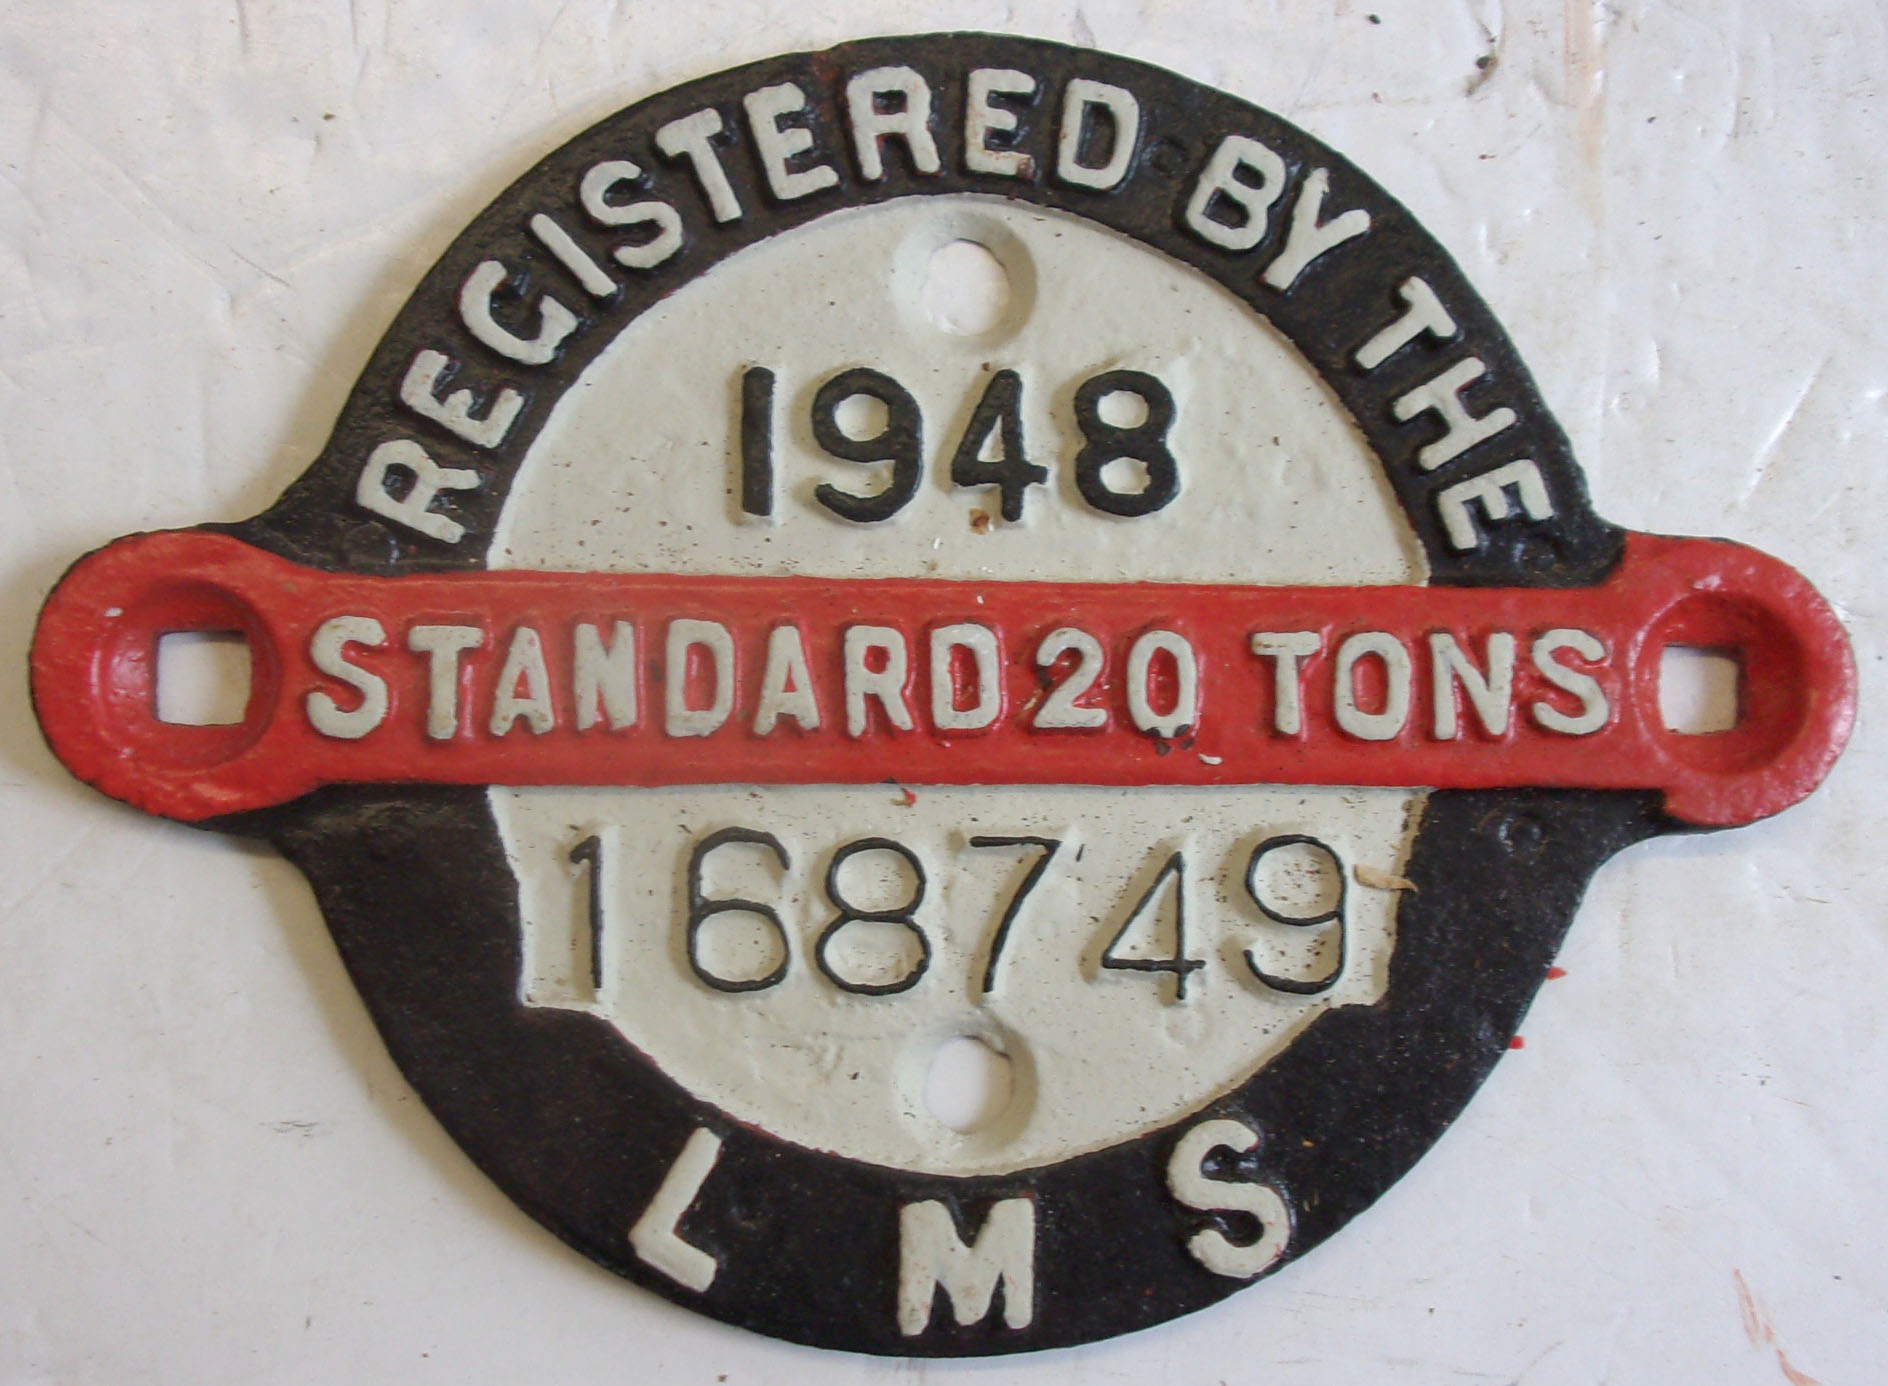 REGISTERED BY THE
1948
STANDARD 20 TONS
168749
L M S